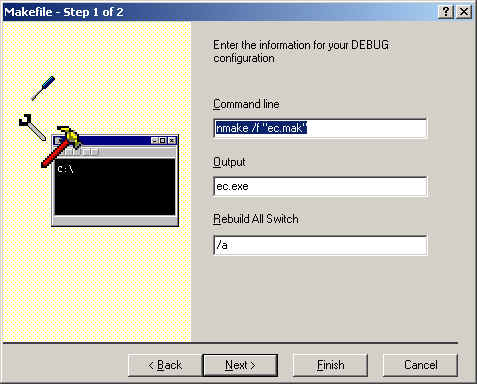 Makefile - Step 1 of 2
Enter the information for your DEBUG
configuration
Command line
nmake /f "ec.mak"
C:\
Output
ec.exe
Rebuild All Switch
/a
< Back
Next >
Finish
Cancel